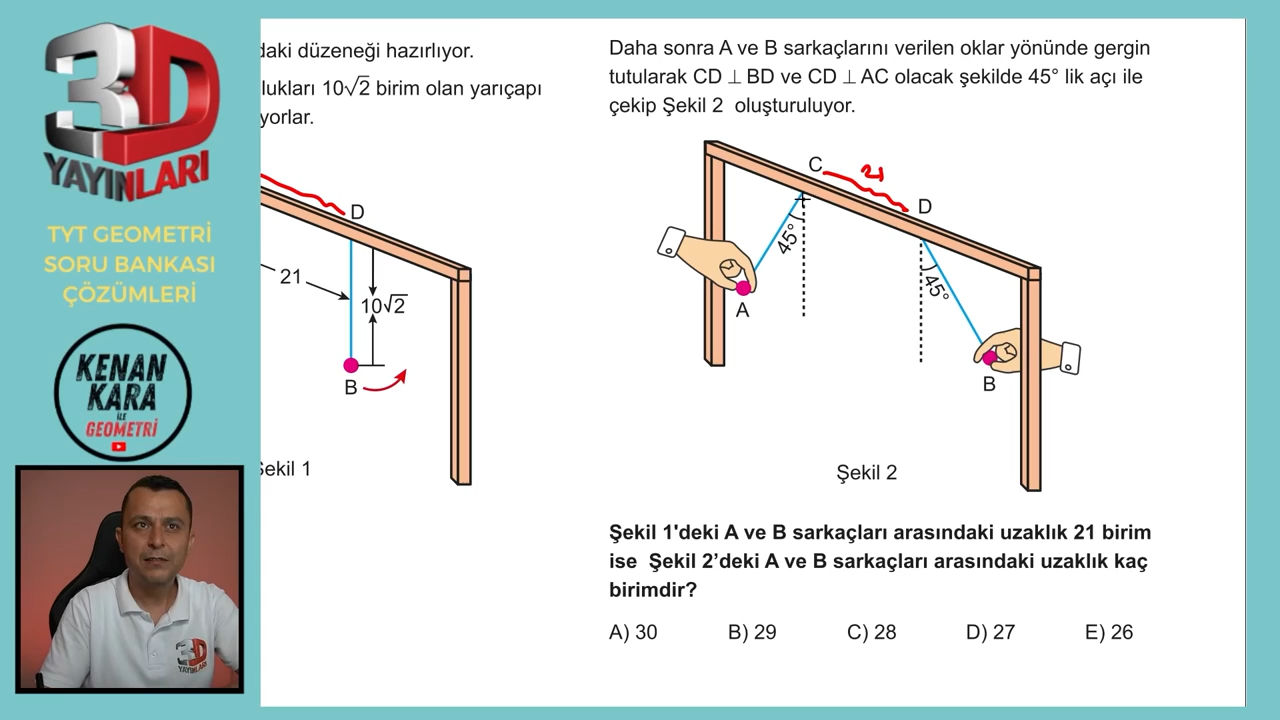 3D
YAYINLARI
TYT GEOMETRİ
SORU BANKASI
ÇÖZÜMLERİ
KENAN
KARA
İLE
GEOMETRİ
3D
YAYINLARI
daki düzeneği hazırlıyor.
lukları 10√2 birim olan yarıçapı
yorlar.
D
21
10√2
B
Şekil 1
Daha sonra A ve B sarkaçlarını verilen oklar yönünde gergin
tutularak CD ⊥ BD ve CD ⊥ AC olacak şekilde 45° lik açı ile
çekip Şekil 2 oluşturuluyor.
C
21
D
45°
45°
A
B
Şekil 2
Şekil 1'deki A ve B sarkaçları arasındaki uzaklık 21 birim
ise Şekil 2’deki A ve B sarkaçları arasındaki uzaklık kaç
birimdir?
A) 30 B) 29 C) 28 D) 27 E) 26